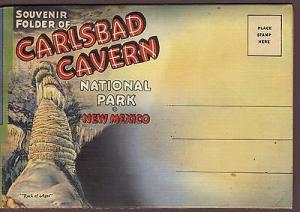 SOUVENIR
FOLDER OF
CARLSBAD
CAVERN
NATIONAL
PARK
NEW MEXICO
PLACE
STAMP
HERE
"Rock of Ages"